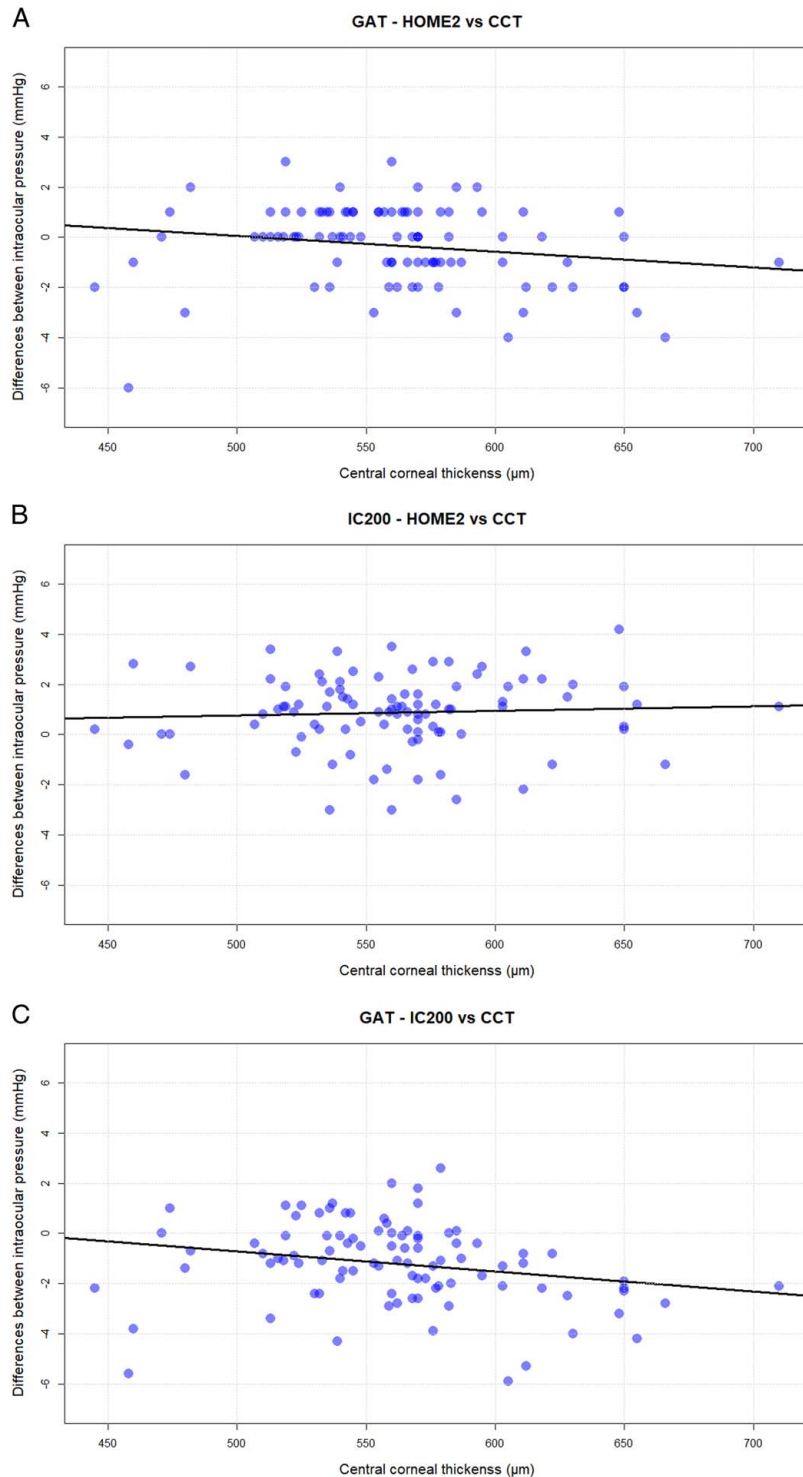 A
GAT - HOME2 vs CCT
Differences between intraocular pressure (mmHg)
6
4
2
0
-2
-4
-6
450 500 550 600 650 700
Central corneal thickenss (µm)
B
IC200 - HOME2 vs CCT
Differences between intraocular pressure (mmHg)
6
4
2
0
-2
-4
-6
450 500 550 600 650 700
Central corneal thickenss (µm)
C
GAT - IC200 vs CCT
Differences between intraocular pressure (mmHg)
6
4
2
0
-2
-4
-6
450 500 550 600 650 700
Central corneal thickenss (µm)